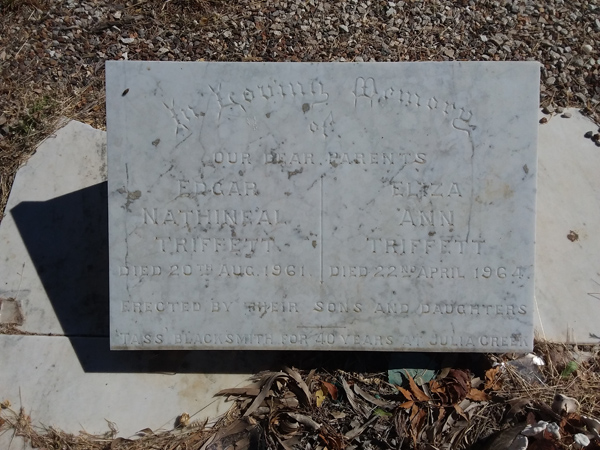 In Loving Memory
of
OUR DEAR PARENTS
EDGAR
NATHINEAL
TRIFFETT
DIED 20TH AUG. 1961.
ELIZA
ANN
TRIFFETT
DIED 22ND APRIL 1964.
ERECTED BY THEIR SONS AND DAUGHTERS
TASS BLACKSMITH FOR 40 YEARS AT JULIA CREEK